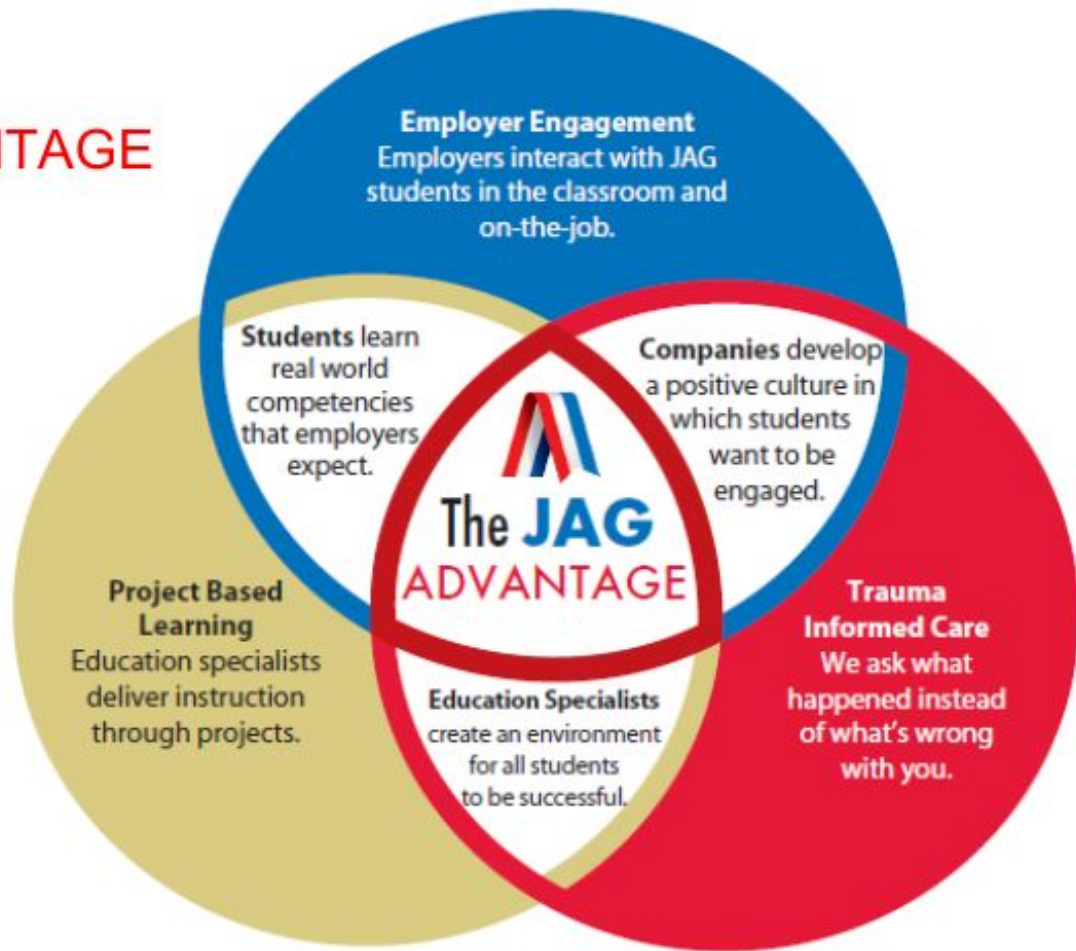 NTAGE
Employer Engagement
Employers interact with JAG
students in the classroom and
on-the-job.
Students learn
real world
competencies
that employers
expect.
Companies develop
a positive culture in
which students
want to be
engaged.
The JAG
ADVANTAGE
Project Based
Learning
Education specialists
deliver instruction
through projects.
Trauma
Informed Care
We ask what
happened instead
of what's wrong
with you.
Education Specialists
create an environment
for all students
to be successful.